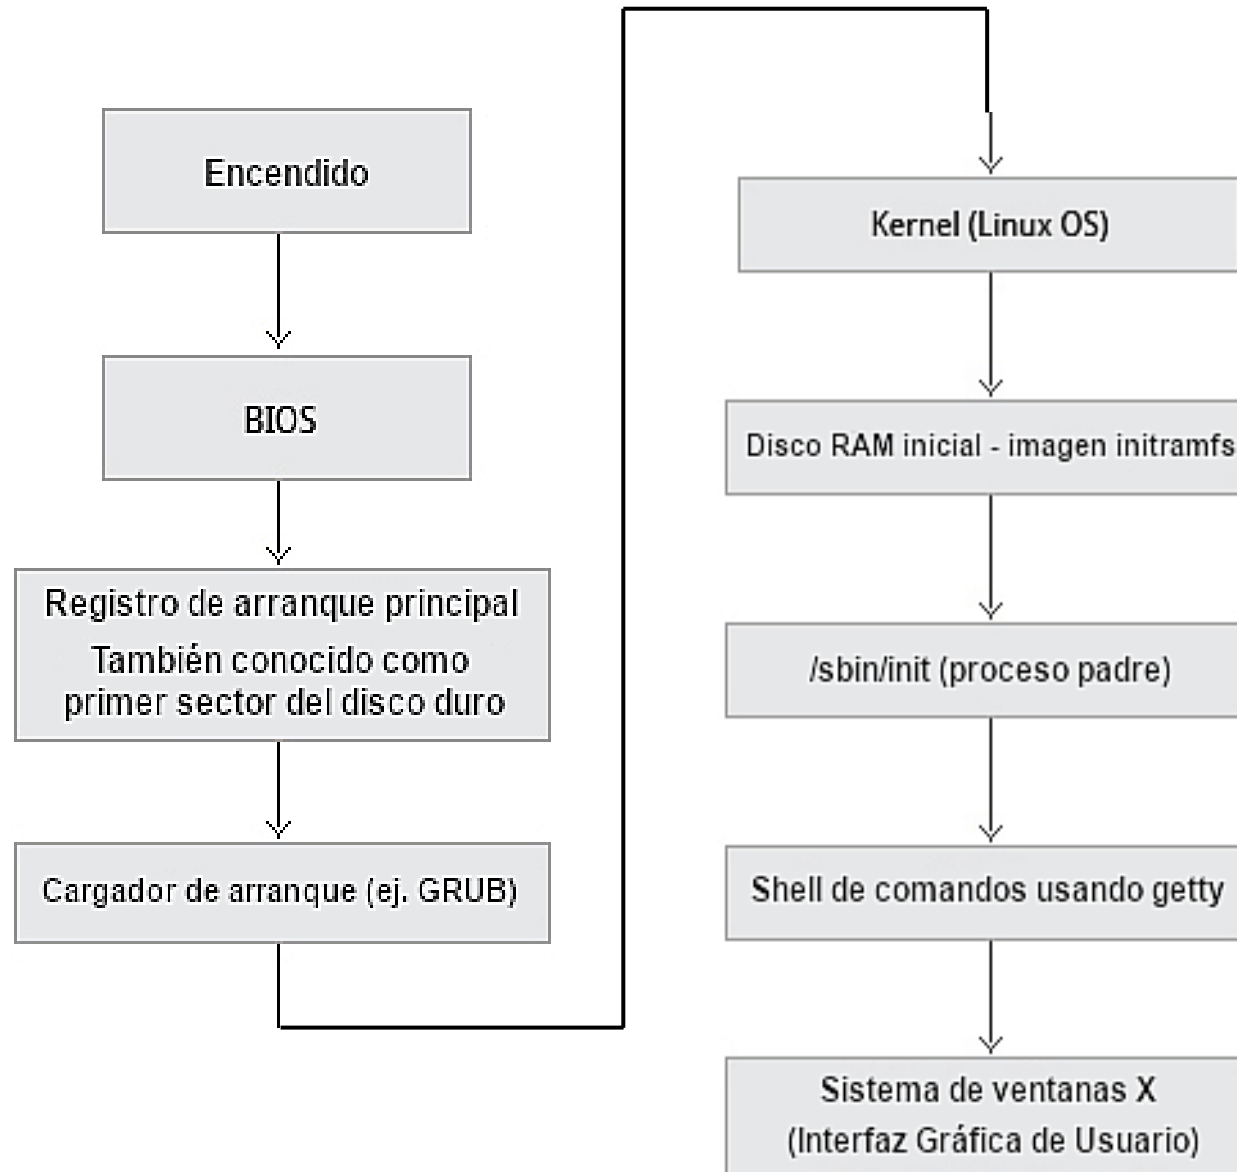 Encendido
BIOS
Registro de arranque principal
También conocido como
primer sector del disco duro
Cargador de arranque (ej. GRUB)
Kernel (Linux OS)
Disco RAM inicial - imagen initramfs
/sbin/init (proceso padre)
Shell de comandos usando getty
Sistema de ventanas X
(Interfaz Gráfica de Usuario)